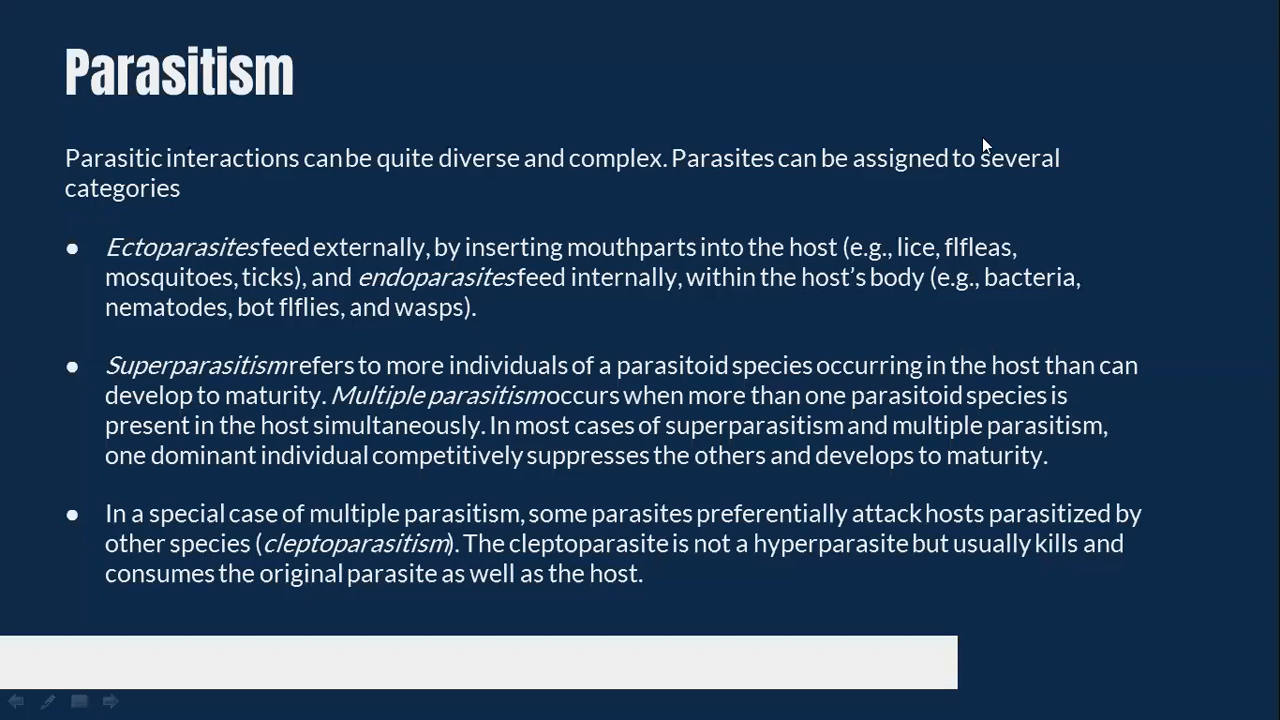 Parasitism
Parasitic interactions can be quite diverse and complex. Parasites can be assigned to several
categories
● Ectoparasites feed externally, by inserting mouthparts into the host (e.g., lice, flfleas,
mosquitoes, ticks), and endoparasites feed internally, within the host’s body (e.g., bacteria,
nematodes, bot flflies, and wasps).
● Superparasitism refers to more individuals of a parasitoid species occurring in the host than can
develop to maturity. Multiple parasitism occurs when more than one parasitoid species is
present in the host simultaneously. In most cases of superparasitism and multiple parasitism,
one dominant individual competitively suppresses the others and develops to maturity.
● In a special case of multiple parasitism, some parasites preferentially attack hosts parasitized by
other species (cleptoparasitism). The cleptoparasite is not a hyperparasite but usually kills and
consumes the original parasite as well as the host.